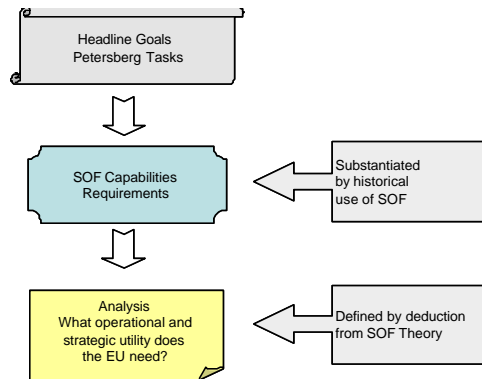 Headline Goals
Petersberg Tasks
SOF Capabilities
Requirements
Substantiated
by historical
use of SOF
Analysis
What operational and
strategic utility does
the EU need?
Defined by deduction
from SOF Theory